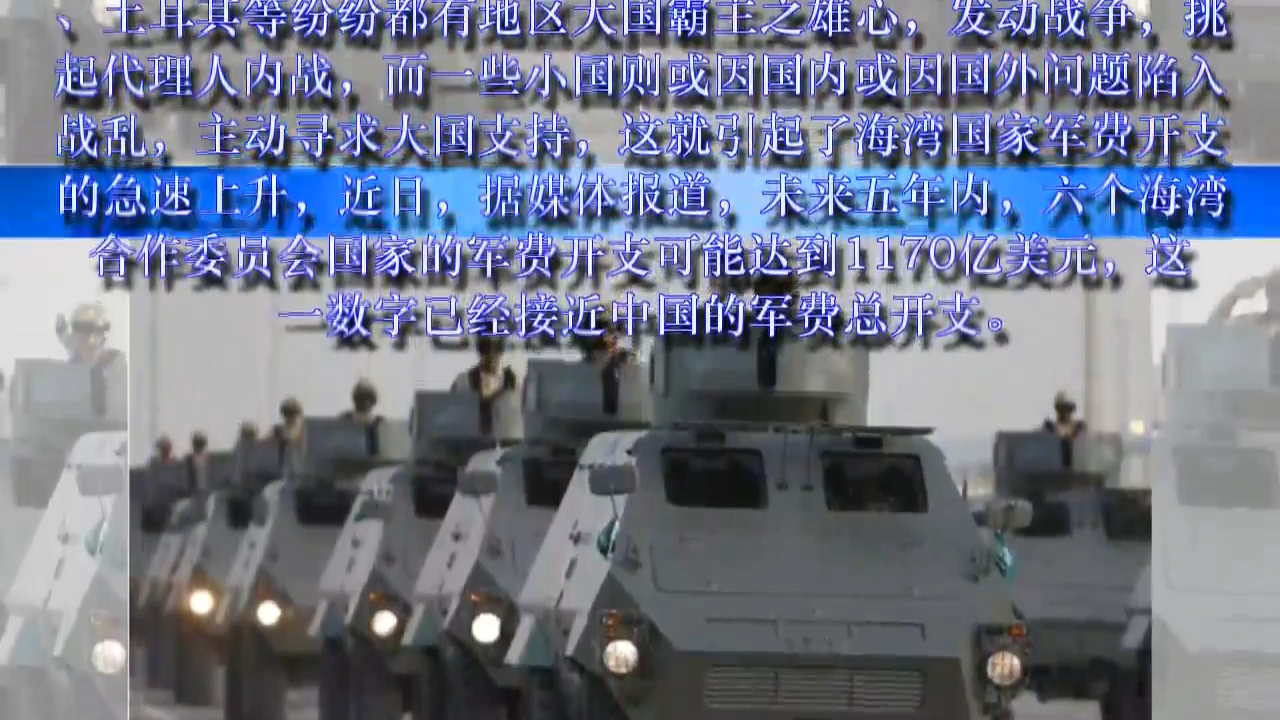 、土耳其等纷纷都有地区大国霸主之雄心，发动战争，挑
起代理人内战，而一些小国则或因国内或因国外问题陷入
战乱，主动寻求大国支持，这就引起了海湾国家军费开支
的急速上升，近日，据媒体报道，未来五年内，六个海湾
合作委员会国家的军费开支可能达到1170亿美元，这
一数字已经接近中国的军费总开支。